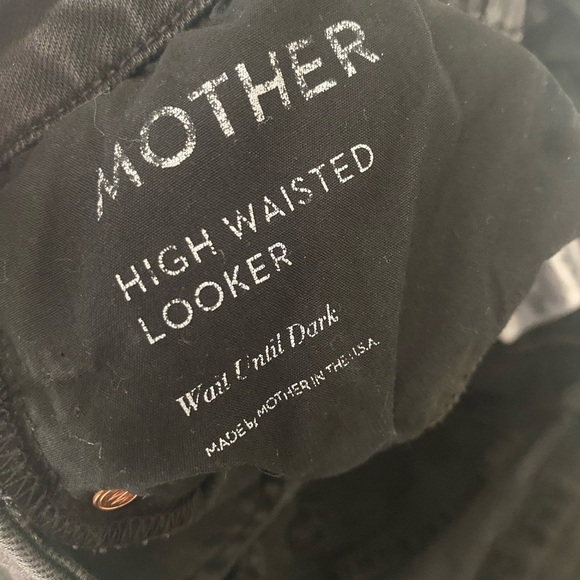 MOTHER
HIGH WAISTED
LOOKER
Wait Until Dark
MADE by MOTHER IN THE U.S.A.